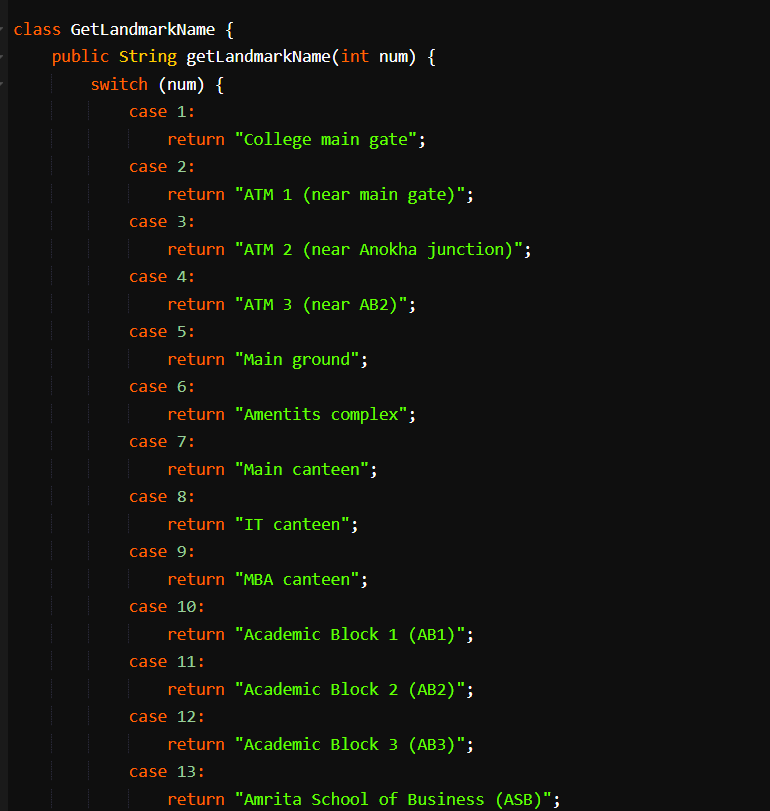 class GetLandmarkName {
    public String getLandmarkName(int num) {
        switch (num) {
            case 1:
                return "College main gate";
            case 2:
                return "ATM 1 (near main gate)";
            case 3:
                return "ATM 2 (near Anokha junction)";
            case 4:
                return "ATM 3 (near AB2)";
            case 5:
                return "Main ground";
            case 6:
                return "Amentits complex";
            case 7:
                return "Main canteen";
            case 8:
                return "IT canteen";
            case 9:
                return "MBA canteen";
            case 10:
                return "Academic Block 1 (AB1)";
            case 11:
                return "Academic Block 2 (AB2)";
            case 12:
                return "Academic Block 3 (AB3)";
            case 13:
                return "Amrita School of Business (ASB)";